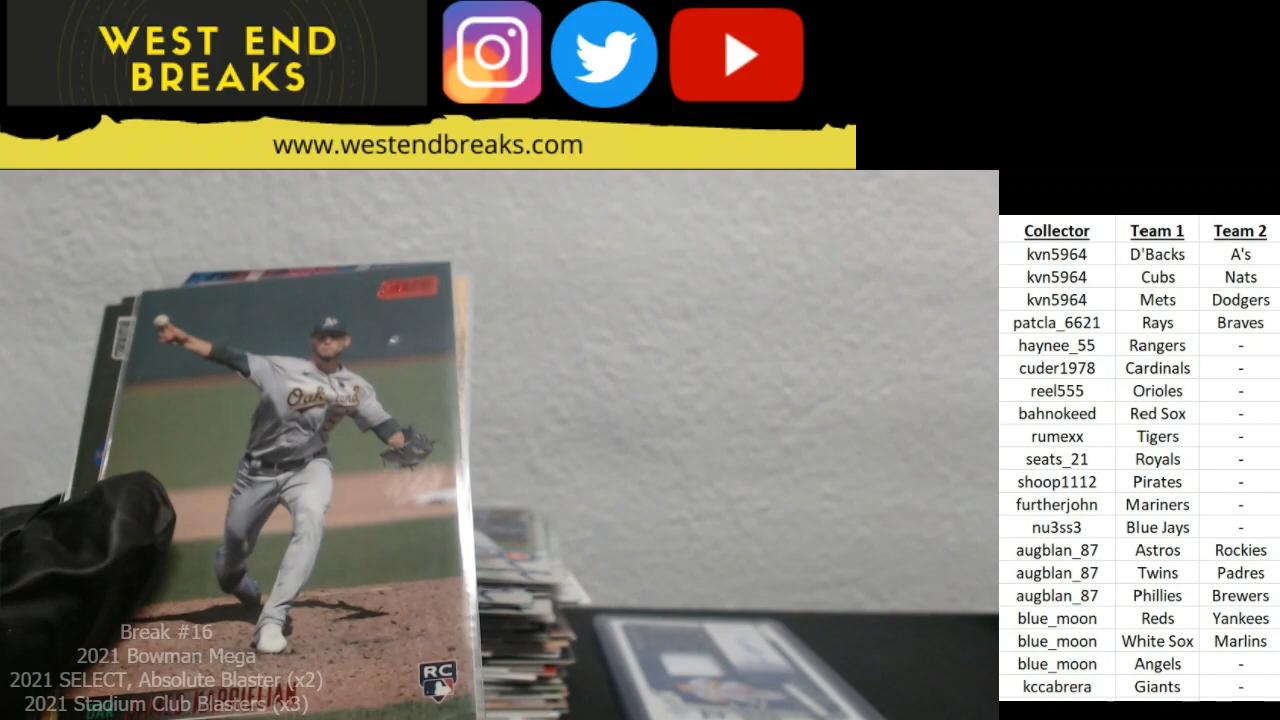 WEST END
BREAKS
www.westendbreaks.com
Collector Team 1 Team 2
kvn5964 D'Backs A's
kvn5964 Cubs Nats
kvn5964 Mets Dodgers
patcla_6621 Rays Braves
haynee_55 Rangers -
cuder1978 Cardinals -
reel555 Orioles -
bahnokeed Red Sox -
rumexx Tigers -
seats_21 Royals -
shoop1112 Pirates -
furtherjohn Mariners -
nu3ss3 Blue Jays -
augblan_87 Astros Rockies
augblan_87 Twins Padres
augblan_87 Phillies Brewers
blue_moon Reds Yankees
blue_moon White Sox Marlins
blue_moon Angels -
kccabrera Giants -
A's
Oakland
RC
Break #16
2021 Bowman Mega
2021 SELECT, Absolute Blaster (x2)
2021 Stadium Club Blasters (x3)